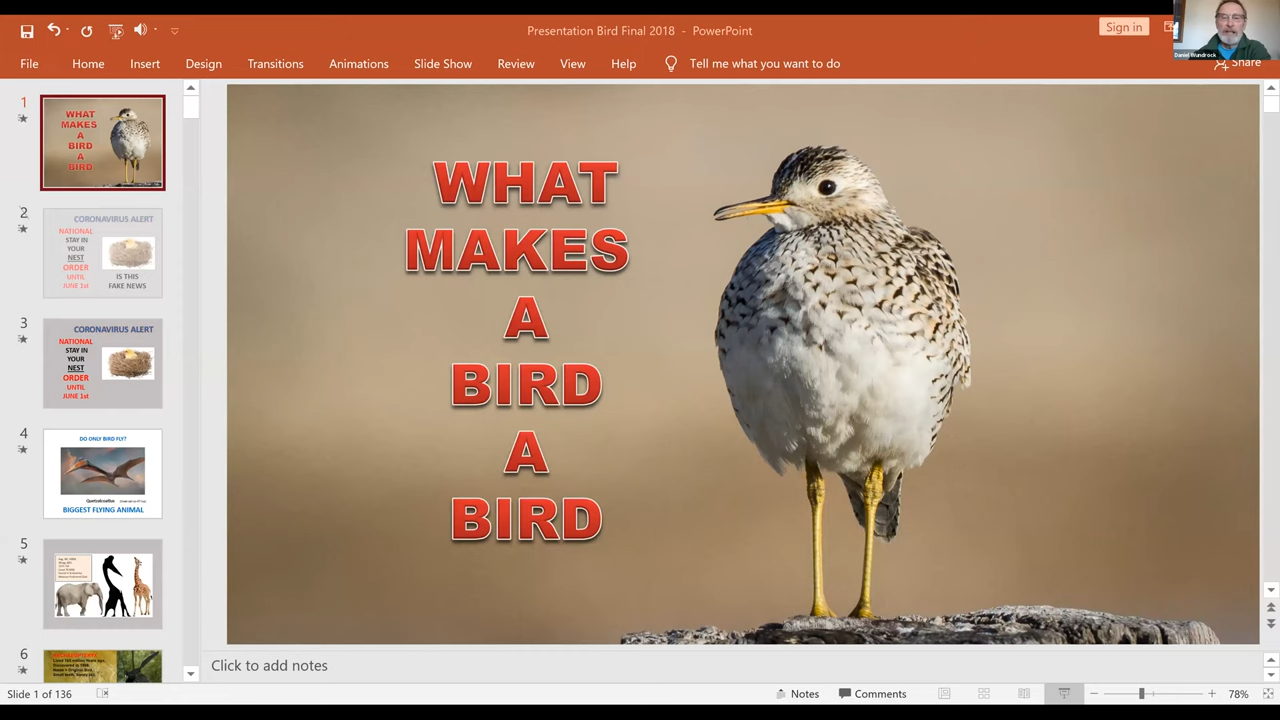 Presentation Bird Final 2018 - PowerPoint
Sign in
Daniel Wundrock
File Home Insert Design Transitions Animations Slide Show Review View Help Tell me what you want to do
Share
1
WHAT
MAKES
A
BIRD
A
BIRD
2
CORONAVIRUS ALERT
NATIONAL
STAY IN
YOUR
NEST
ORDER
UNTIL
JUNE 1st
IS THIS
FAKE NEWS
3
CORONAVIRUS ALERT
NATIONAL
STAY IN
YOUR
NEST
ORDER
UNTIL
JUNE 1st
4
DO ONLY BIRD FLY?
BIGGEST FLYING ANIMAL
5
6
WHAT
MAKES
A
BIRD
A
BIRD
Click to add notes
Slide 1 of 136
Notes
Comments
78%